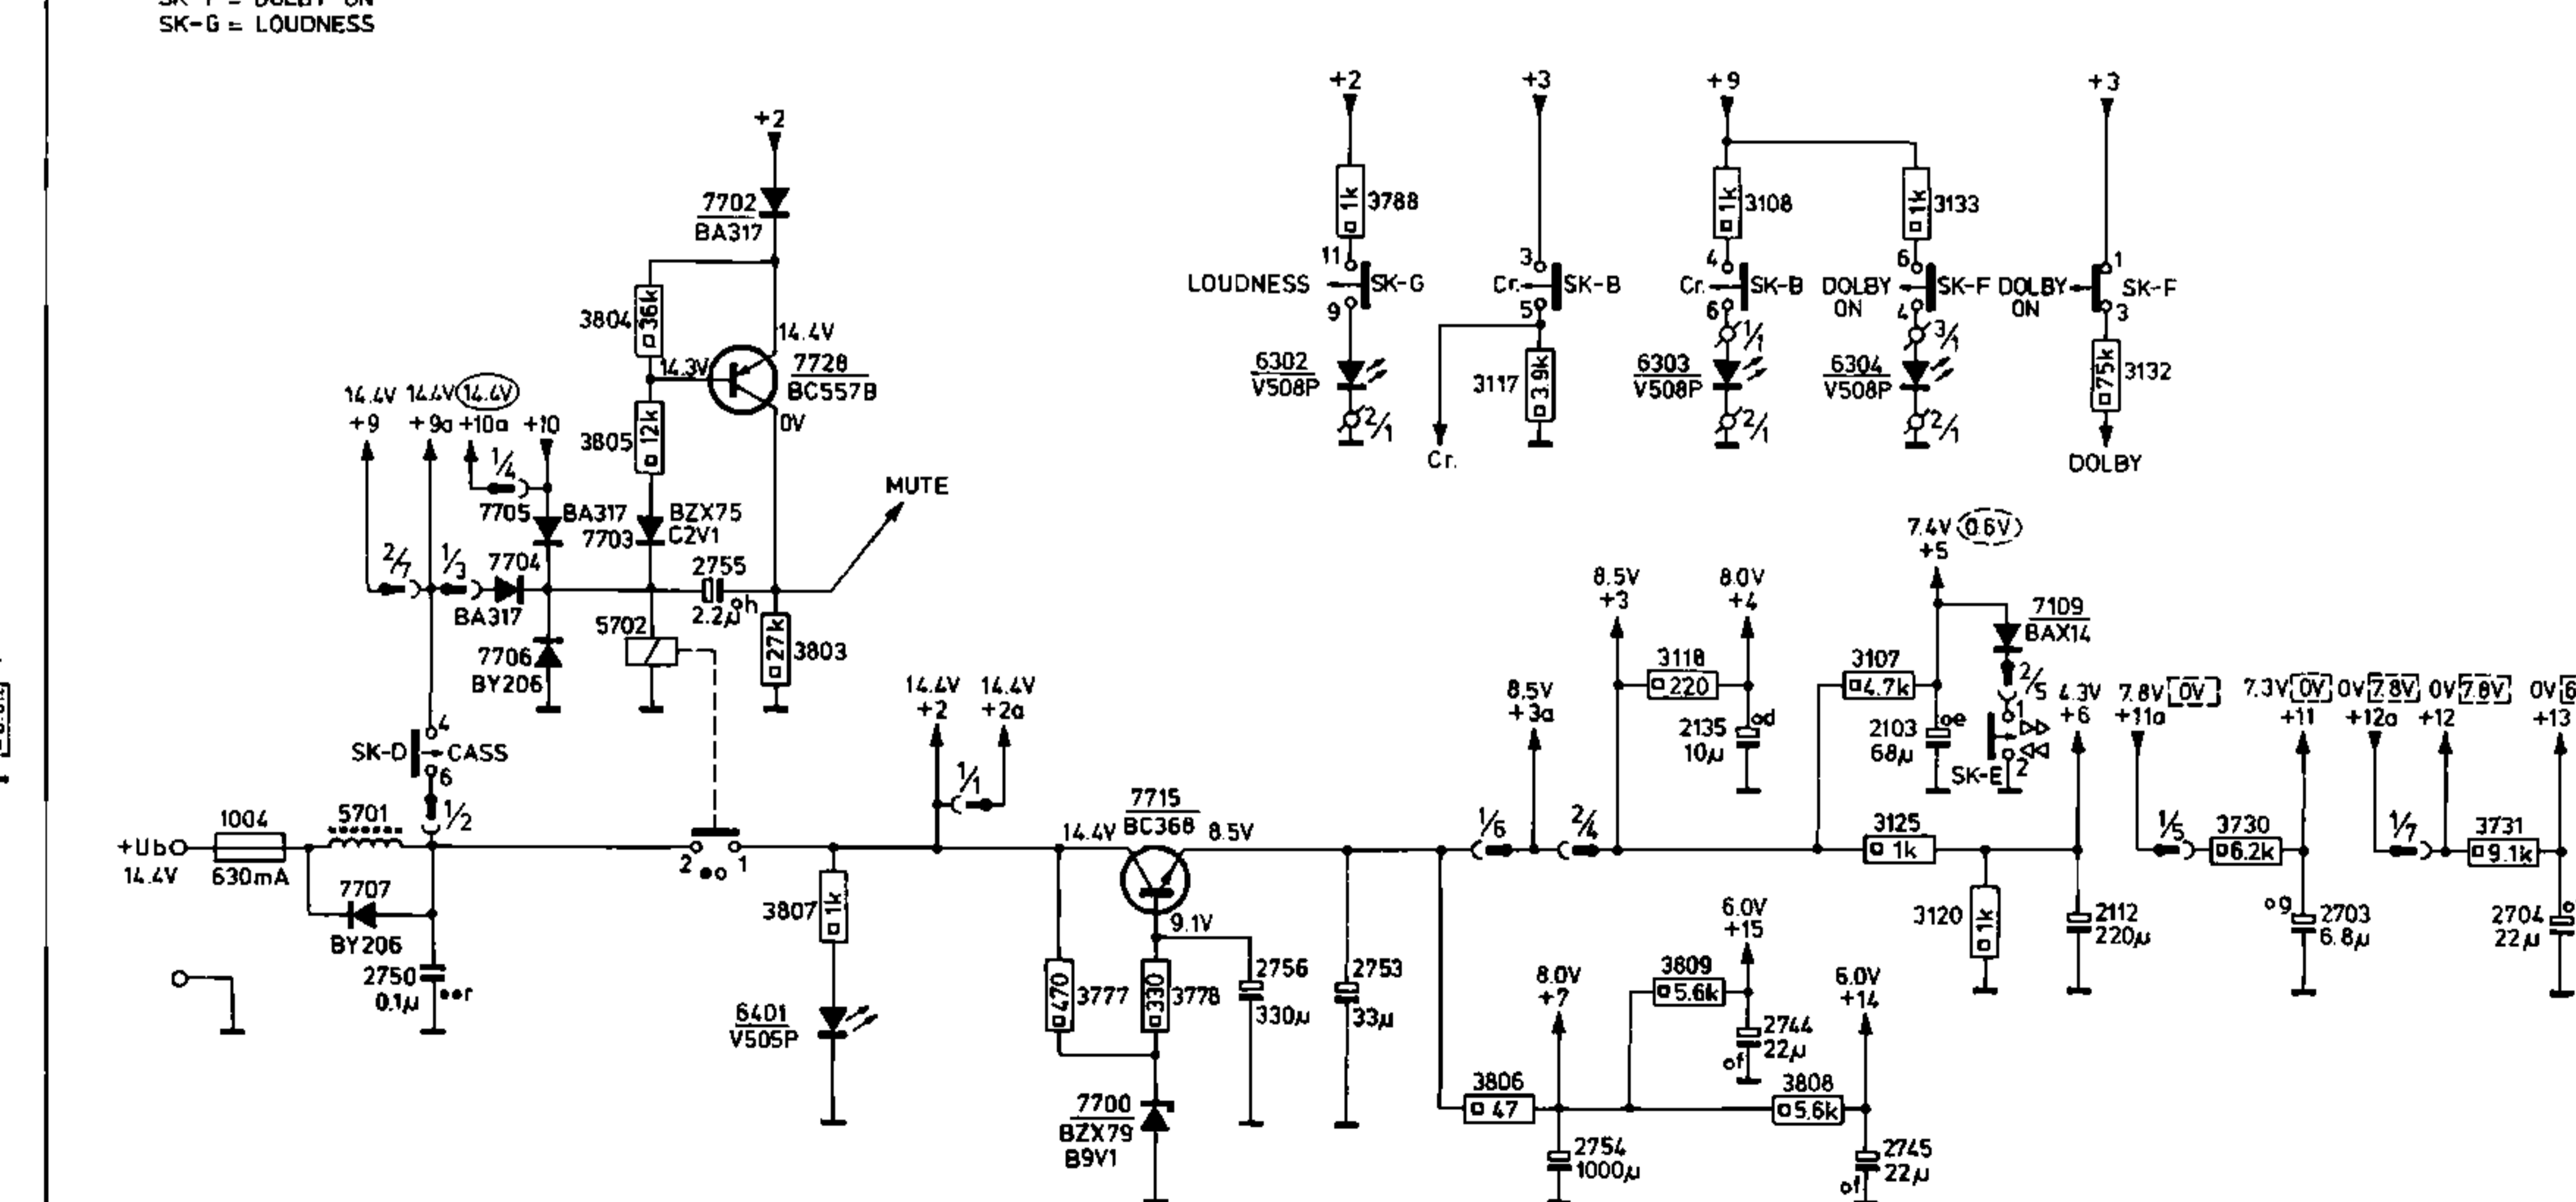 SK-G = LOUDNESS
+2
+3
+9
+3
+2
7702
BA317
1k
3788
1k
3108
1k
3133
11
LOUDNESS
SK-G
9
3
Cr.
SK-B
5
4
Cr.
SK-B
6
1/1
6
DOLBY
ON
SK-F
4
3/1
DOLBY
ON
1
SK-F
3
3804
36k
14.4V
14.3V
7728
BC557B
0V
6302
V508P
2/1
3117
3.9k
Cr.
6303
V508P
2/1
6304
V508P
2/1
75k
3132
DOLBY
14.4V 14.4V 14.4V
+9 +9a +10a +10
1/4
3805
12k
MUTE
7705
BA317
7703
BZX75
C2V1
2/7
1/3
7704
BA317
2755
2.2µ
h
7706
BY206
5702
27k
3803
7.4V 0.6V
+5
8.5V
+3
8.0V
+4
7109
BAX14
3118
220
3107
4.7k
2/5
14.4V
+2
14.4V
+2a
8.5V
+3a
4.3V
+6
7.8V 0V
+11a
7.3V 0V
+11
0V 7.8V
+12a
0V 7.8V
+12
0V 6
+13
2135
10µ
d
2103
68µ
e
1
SK-E
2
4
SK-D
CASS
6
1/2
1/1
1004
630mA
5701
+Ub
14.4V
2
1
14.4V
7715
BC368
8.5V
9.1V
1/6
2/4
3125
1k
1/5
3730
6.2k
1/7
3731
9.1k
7707
BY206
2750
0.1µ
r
3807
1k
6401
V505P
470
3777
330
3778
2756
330µ
2753
33µ
3120
1k
2112
220µ
g
2703
6.8µ
2704
22µ
6.0V
+15
8.0V
+7
3809
5.6k
6.0V
+14
2744
22µ
f
3806
47
3808
5.6k
7700
BZX79
B9V1
2754
1000µ
2745
22µ
f